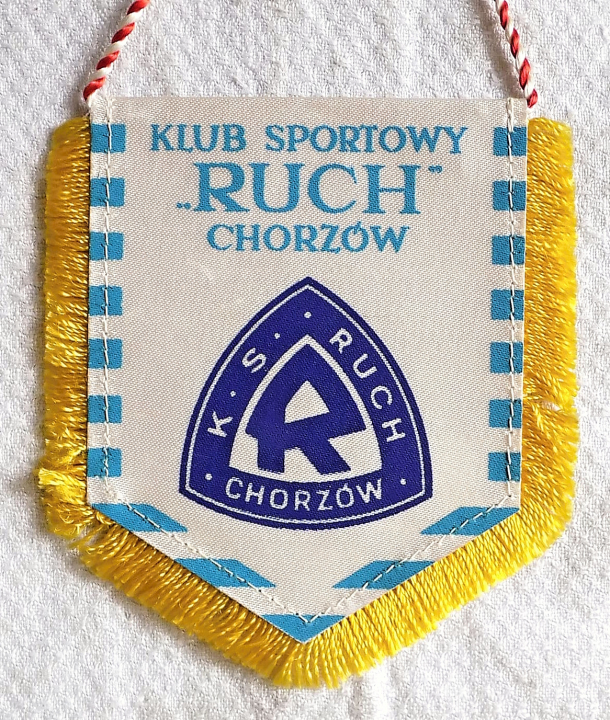 KLUB SPORTOWY
„RUCH”
CHORZÓW
K. S. · · RUCH
· CHORZÓW ·
R